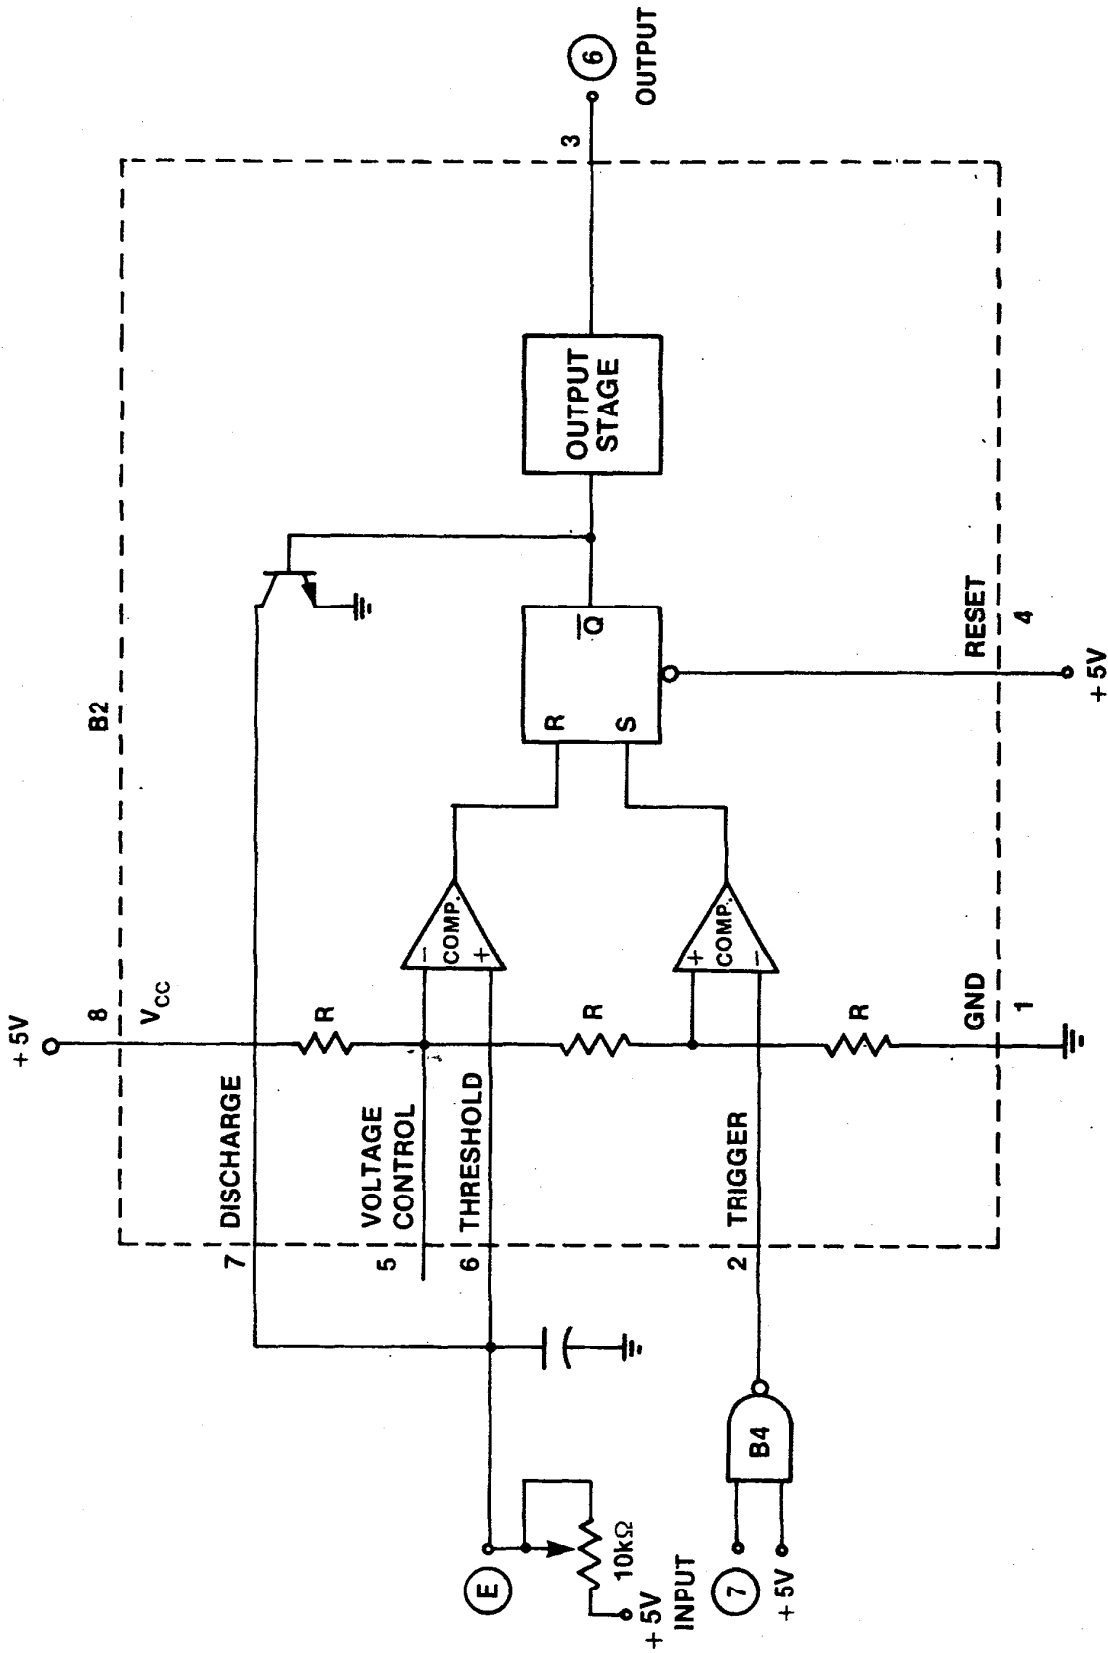 B2
+5V
8
VCC
DISCHARGE
7
R
VOLTAGE
CONTROL
5
THRESHOLD
6
E
10kΩ
+5V
INPUT
-
COMP.
+
R
+
COMP.
-
TRIGGER
2
B4
7
+5V
R
GND
1
R
S
Q̅
RESET
4
+5V
OUTPUT
STAGE
3
6
OUTPUT